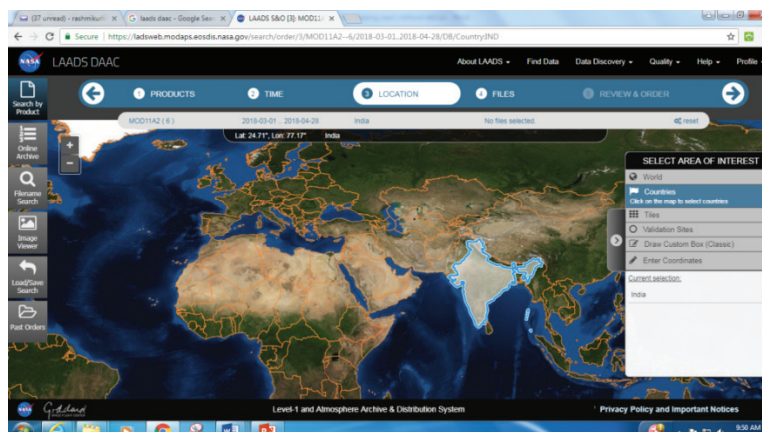 (37 unread) - rashmikuti
laads daac - Google Sear
LAADS S&O [3]: MOD11A
Secure | https://ladsweb.modaps.eosdis.nasa.gov/search/order/3/MOD11A2--6/2018-03-01..2018-04-28/DB/Country:IND
NASA LAADS DAAC
About LAADS Find Data Data Discovery Quality Help Profile
1 PRODUCTS 2 TIME 3 LOCATION 4 FILES REVIEW & ORDER
MOD11A2 ( 6 ) 2018-03-01 .. 2018-04-28 India No files selected. reset
Lat: 24.71°, Lon: 77.17° India
+
-
Search by
Product
Online
Archive
Filename
Search
Image
Viewer
Load/Save
Search
Past Orders
SELECT AREA OF INTEREST
World
Countries
Click on the map to select countries
Tiles
Validation Sites
Draw Custom Box (Classic)
Enter Coordinates
Current selection:
India
NASA Goddard
Level-1 and Atmosphere Archive & Distribution System
Privacy Policy and Important Notices
9:50 AM